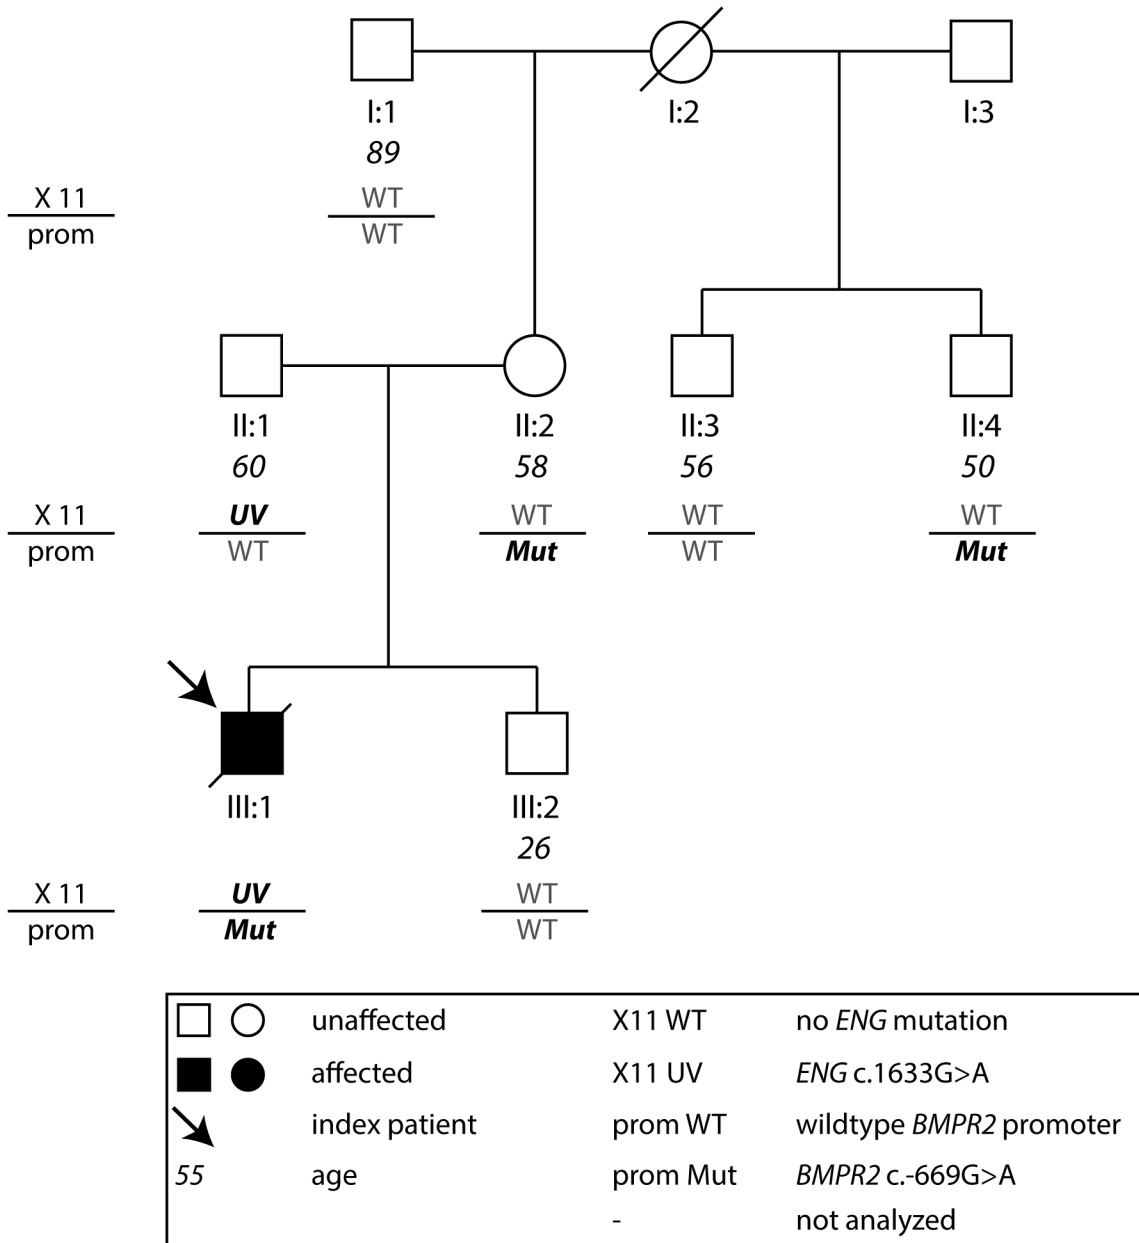 I:1
I:2
I:3
89
X 11
WT
prom
WT
II:1
II:2
II:3
II:4
60
58
56
50
X 11
UV
WT
WT
WT
prom
WT
Mut
WT
Mut
III:1
III:2
26
X 11
UV
WT
prom
Mut
WT
unaffected X11 WT no ENG mutation
affected X11 UV ENG c.1633G>A
index patient prom WT wildtype BMPR2 promoter
55 age prom Mut BMPR2 c.-669G>A
- not analyzed